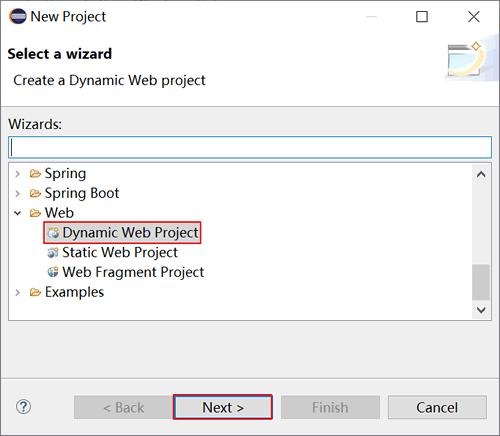 New Project
Select a wizard
Create a Dynamic Web project
Wizards:
Spring
Spring Boot
Web
Dynamic Web Project
Static Web Project
Web Fragment Project
Examples
? < Back Next > Finish Cancel